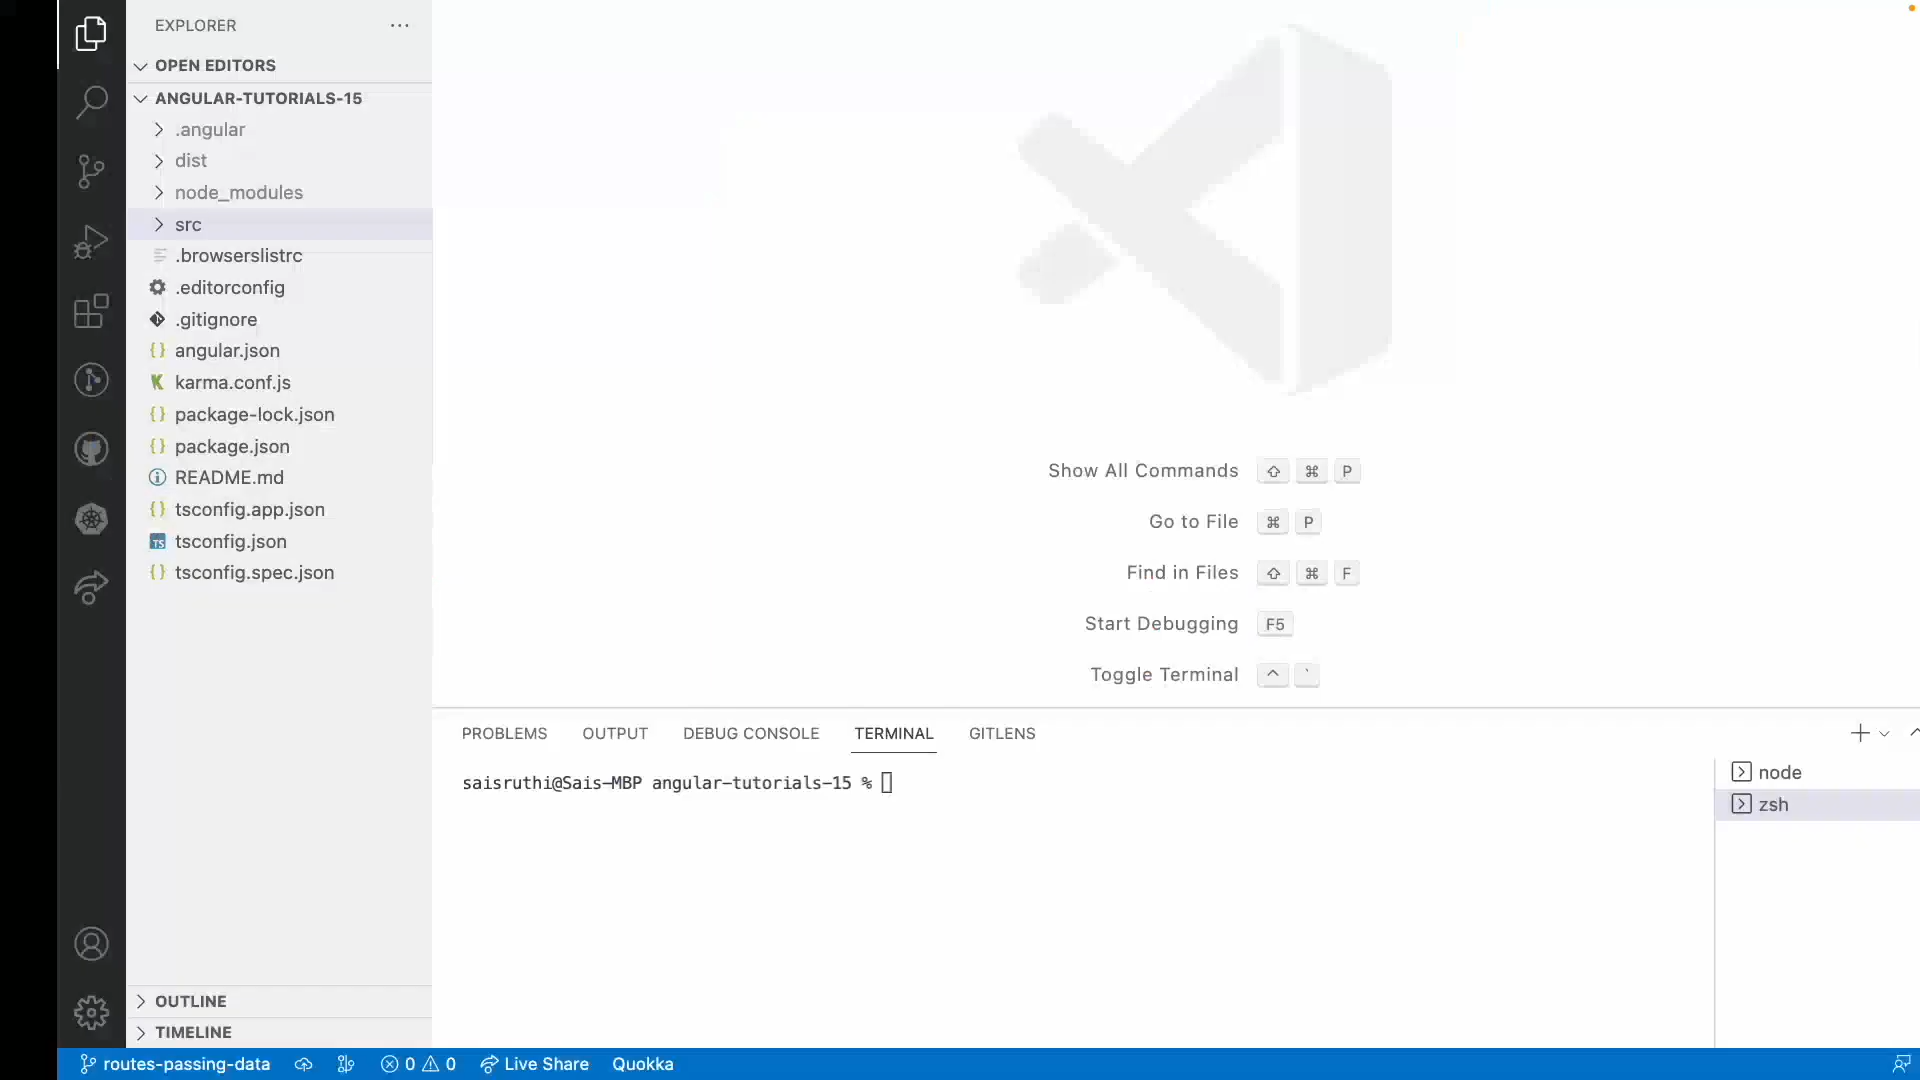 EXPLORER
OPEN EDITORS
ANGULAR-TUTORIALS-15
.angular
dist
node_modules
src
.browserslistrc
.editorconfig
.gitignore
angular.json
karma.conf.js
package-lock.json
package.json
README.md
tsconfig.app.json
tsconfig.json
tsconfig.spec.json
OUTLINE
TIMELINE
Show All Commands ⇧ ⌘ P
Go to File ⌘ P
Find in Files ⇧ ⌘ F
Start Debugging F5
Toggle Terminal ^ `
PROBLEMS OUTPUT DEBUG CONSOLE TERMINAL GITLENS
saisruthi@Sais-MBP angular-tutorials-15 %
node
zsh
routes-passing-data 0 0 Live Share Quokka